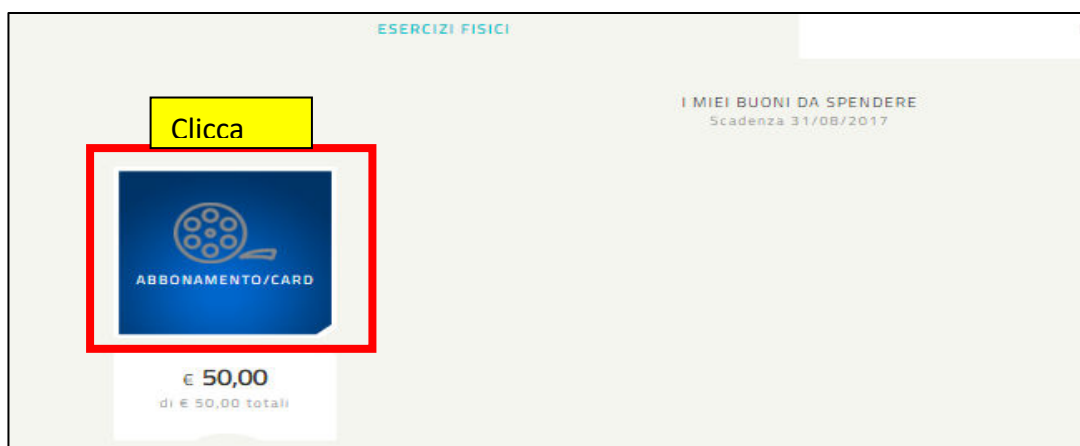 ESERCIZI FISICI
I MIEI BUONI DA SPENDERE
Scadenza 31/08/2017
Clicca
ABBONAMENTO/CARD
€ 50,00
di € 50,00 totali